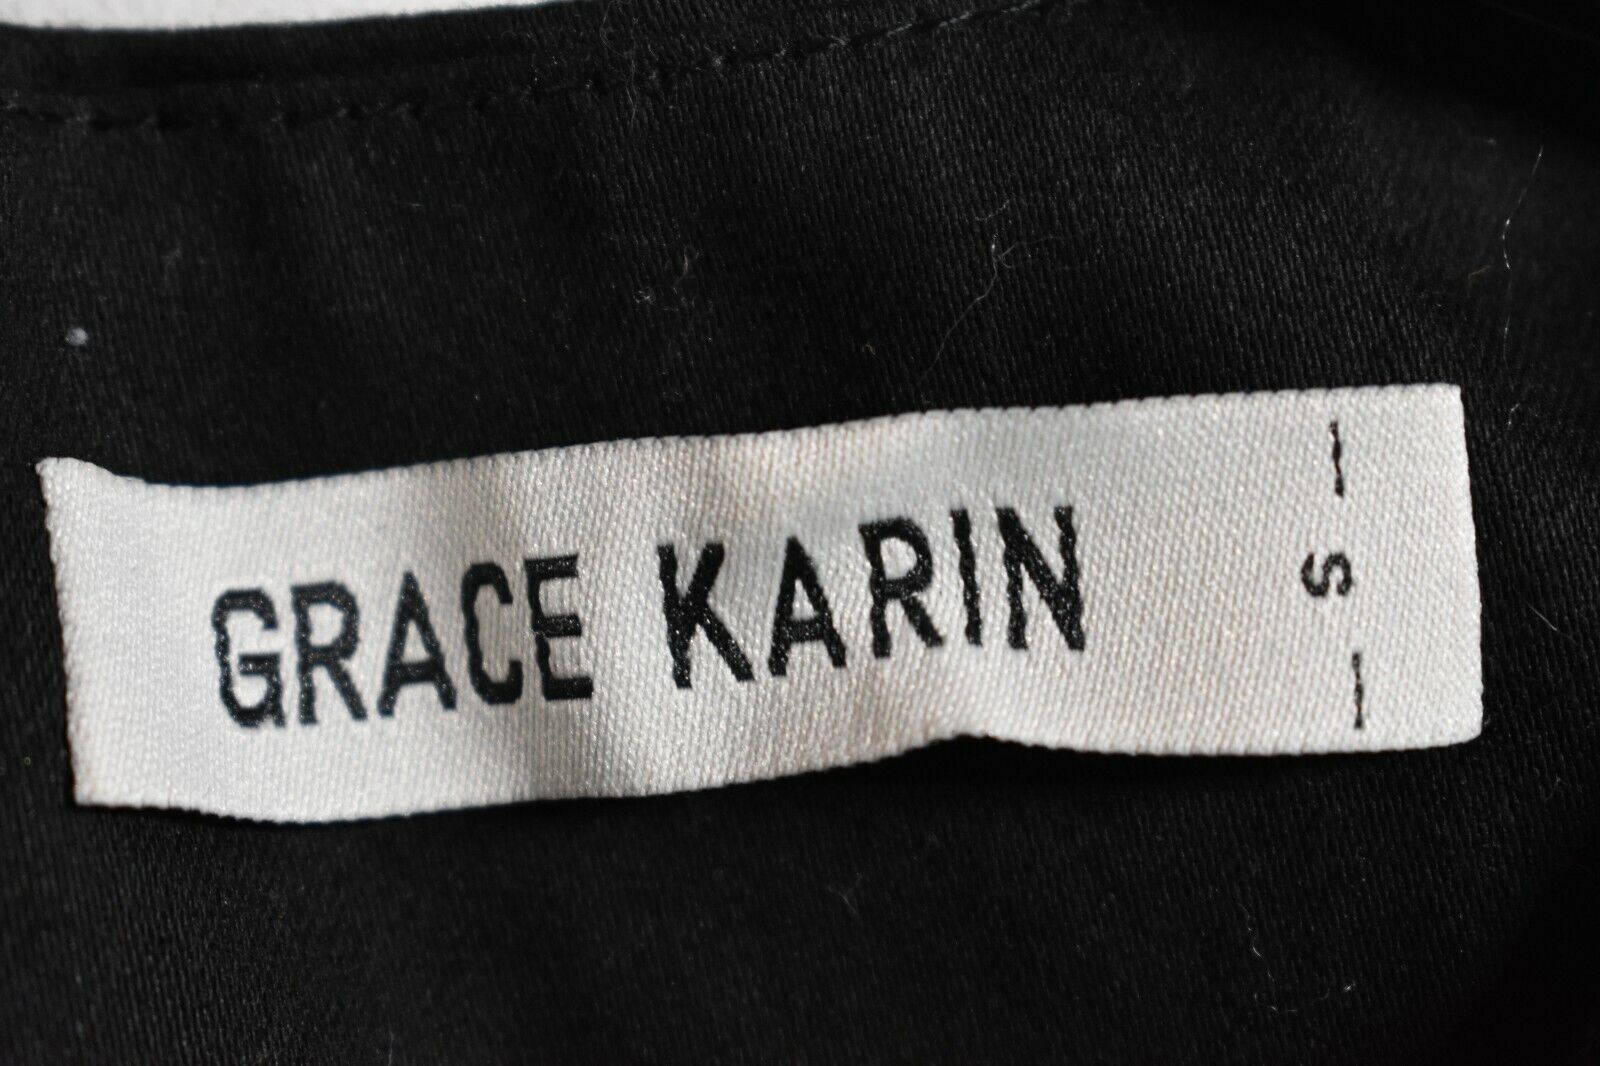 GRACE KARIN
— S —